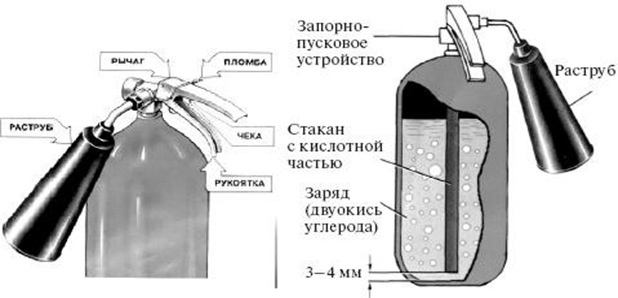 РЫЧАГ
ПЛОМБА
РАСТРУБ
ЧЕКА
РУКОЯТКА
Запорно-
пусковое
устройство
Раструб
Стакан
с кислотной
частью
Заряд
(двуокись
углерода)
3–4 мм